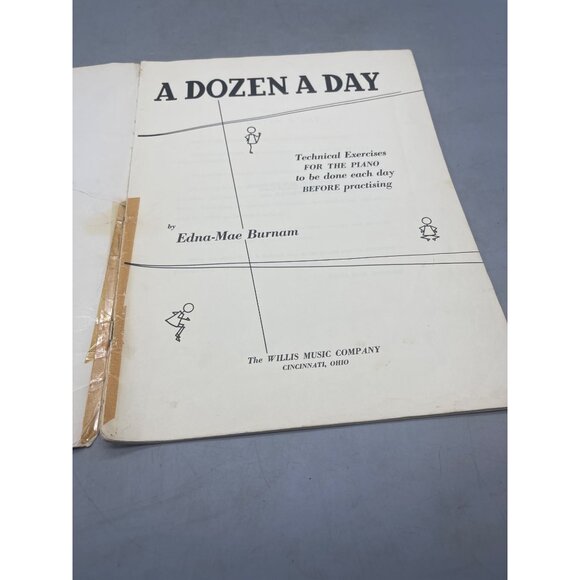 A DOZEN A DAY
Technical Exercises
FOR THE PIANO
to be done each day
BEFORE practising
by
Edna-Mae Burnam
The WILLIS MUSIC COMPANY
CINCINNATI, OHIO